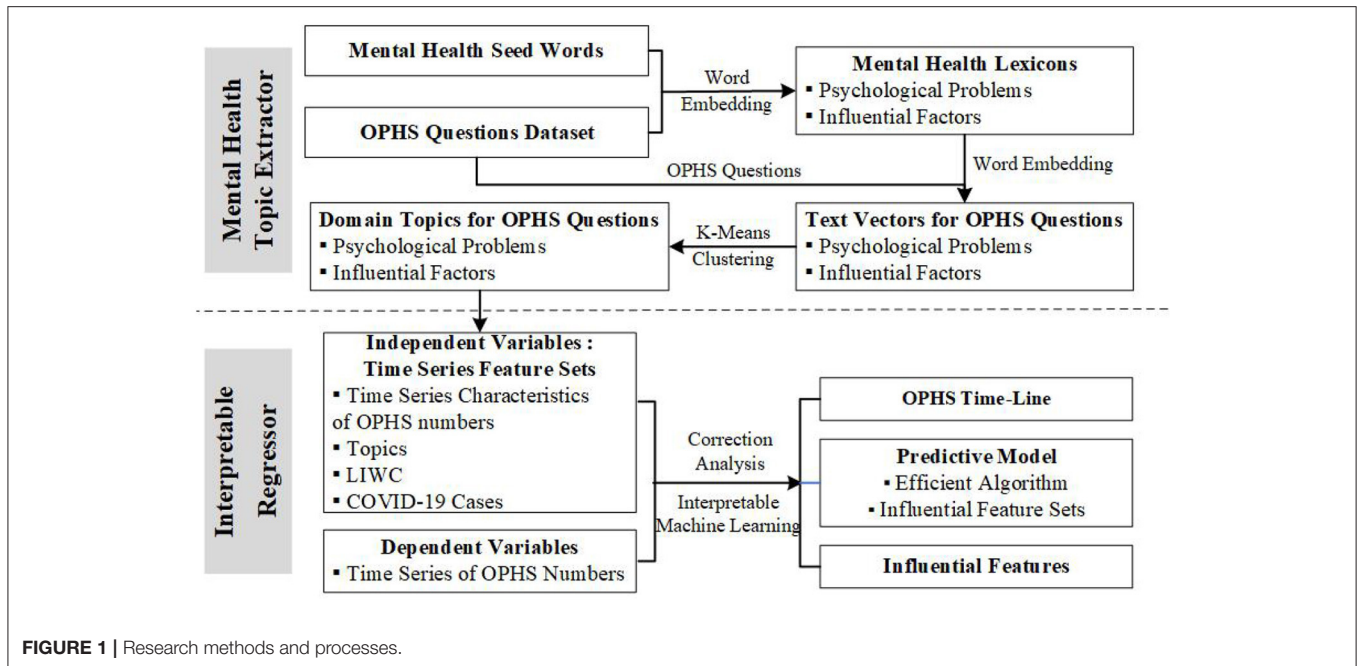 Mental Health
Topic Extractor
Mental Health Seed Words
OPHS Questions Dataset
Word
Embedding
Mental Health Lexicons
▪ Psychological Problems
▪ Influential Factors
OPHS Questions
Word Embedding
Text Vectors for OPHS Questions
▪ Psychological Problems
▪ Influential Factors
K-Means
Clustering
Domain Topics for OPHS Questions
▪ Psychological Problems
▪ Influential Factors
Interpretable
Regressor
Independent Variables :
Time Series Feature Sets
▪ Time Series Characteristics
of OPHS numbers
▪ Topics
▪ LIWC
▪ COVID-19 Cases
Dependent Variables
▪ Time Series of OPHS Numbers
Correction
Analysis
Interpretable
Machine Learning
OPHS Time-Line
Predictive Model
▪ Efficient Algorithm
▪ Influential Feature Sets
Influential Features
FIGURE 1 | Research methods and processes.